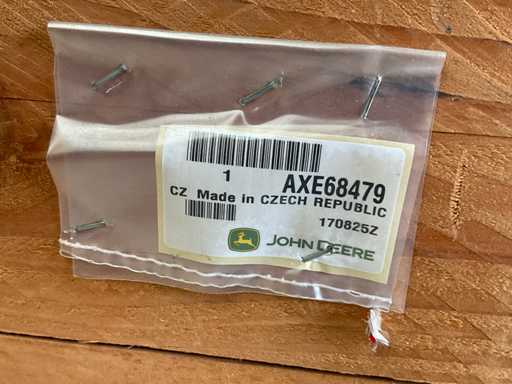 1 AXE68479
CZ Made in CZECH REPUBLIC
170825Z
JOHN DEERE